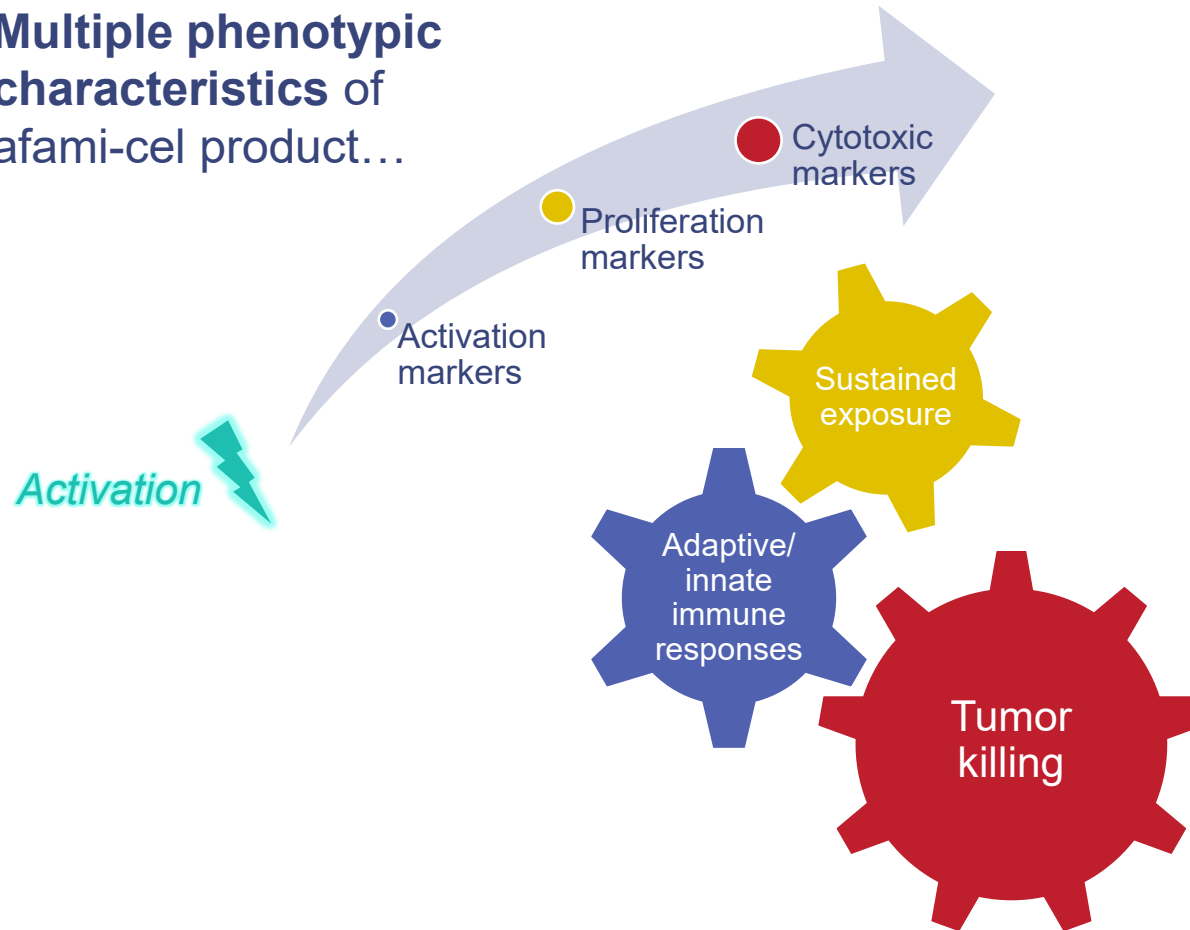 Multiple phenotypic
characteristics of
afami-cel product…
Cytotoxic
markers
Proliferation
markers
Activation
markers
Activation
Sustained
exposure
Adaptive/
innate
immune
responses
Tumor
killing